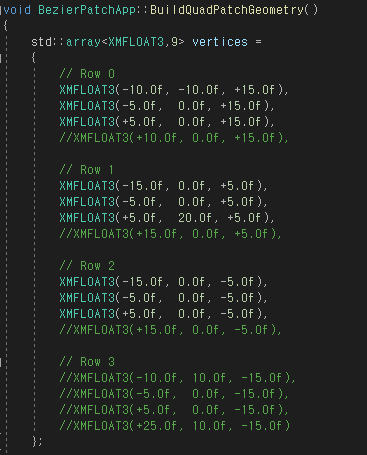 void BezierPatchApp::BuildQuadPatchGeometry()
{
std::array<XMFLOAT3,9> vertices =
{
// Row 0
XMFLOAT3(-10.0f, -10.0f, +15.0f),
XMFLOAT3(-5.0f,  0.0f, +15.0f),
XMFLOAT3(+5.0f,  0.0f, +15.0f),
//XMFLOAT3(+10.0f, 0.0f, +15.0f),
// Row 1
XMFLOAT3(-15.0f, 0.0f, +5.0f),
XMFLOAT3(-5.0f,  0.0f, +5.0f),
XMFLOAT3(+5.0f,  20.0f, +5.0f),
//XMFLOAT3(+15.0f, 0.0f, +5.0f),
// Row 2
XMFLOAT3(-15.0f, 0.0f, -5.0f),
XMFLOAT3(-5.0f,  0.0f, -5.0f),
XMFLOAT3(+5.0f,  0.0f, -5.0f),
//XMFLOAT3(+15.0f, 0.0f, -5.0f),
// Row 3
//XMFLOAT3(-10.0f, 10.0f, -15.0f),
//XMFLOAT3(-5.0f,  0.0f, -15.0f),
//XMFLOAT3(+5.0f,  0.0f, -15.0f),
//XMFLOAT3(+25.0f, 10.0f, -15.0f)
};